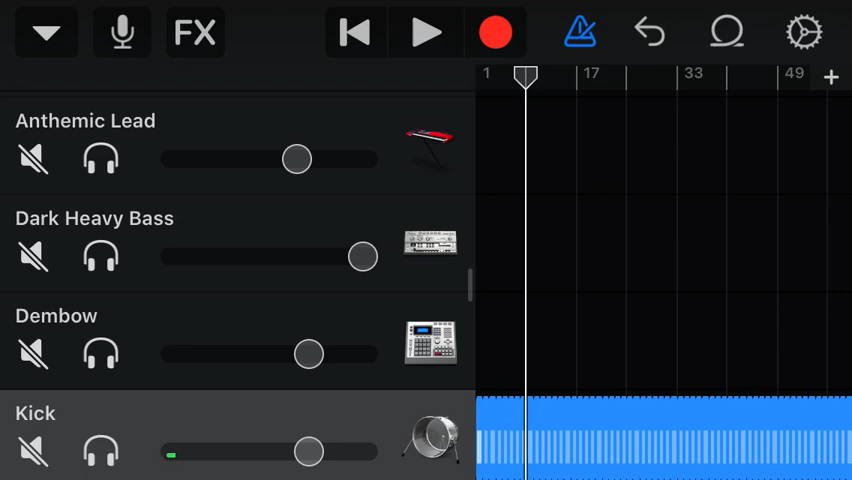 FX
1 17 33 49 +
Anthemic Lead
Dark Heavy Bass
Dembow
Kick